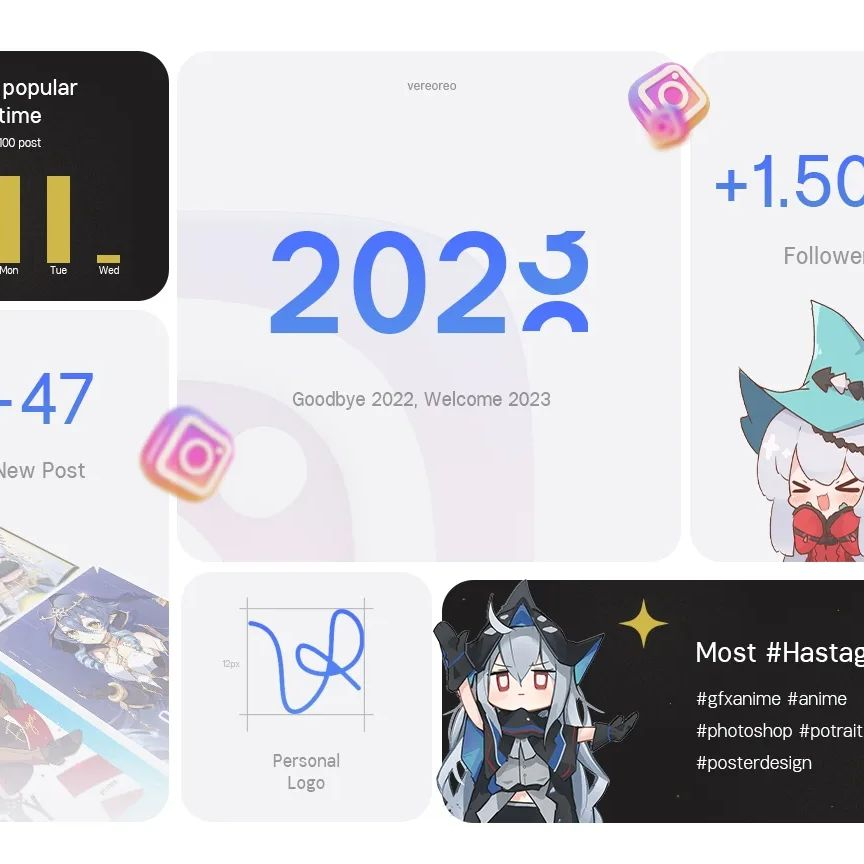 popular
time
100 post
Mon
Tue
Wed
-47
New Post
vereoreo
2023
Goodbye 2022, Welcome 2023
+1.50
Follower
12px
Personal
Logo
Most #Hastag
#gfxanime #anime
#photoshop #potrait
#posterdesign